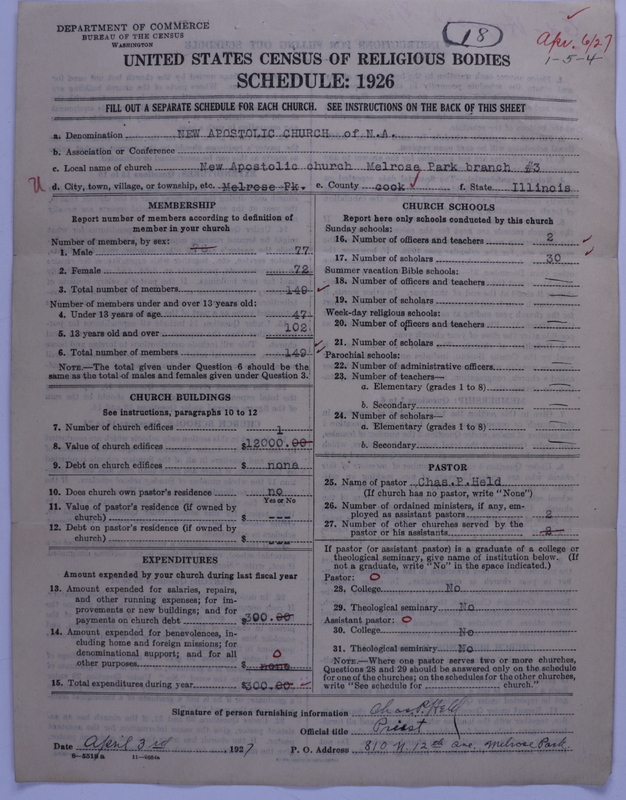 DEPARTMENT OF COMMERCE
BUREAU OF THE CENSUS
WASHINGTON
18
Apr. 6/27
1-5-4
UNITED STATES CENSUS OF RELIGIOUS BODIES
SCHEDULE: 1926
FILL OUT A SEPARATE SCHEDULE FOR EACH CHURCH. SEE INSTRUCTIONS ON THE BACK OF THIS SHEET
a. Denomination NEW APOSTOLIC CHURCH of N.A.
b. Association or Conference
c. Local name of church New Apostolic church Melrose Park branch #3
d. City, town, village, or township, etc. Melrose Pk. e. County cook f. State Illinois
MEMBERSHIP
Report number of members according to definition of
member in your church
Number of members, by sex:
1. Male 77
2. Female 72
3. Total number of members 149
Number of members under and over 13 years old:
4. Under 13 years of age 47
5. 13 years old and over 102
6. Total number of members 149
NOTE.—The total given under Question 6 should be the
same as the total of males and females given under Question 3.
CHURCH BUILDINGS
See instructions, paragraphs 10 to 12
7. Number of church edifices 1
8. Value of church edifices $12000.00
9. Debt on church edifices $ none
10. Does church own pastor's residence no
Yes or No
11. Value of pastor's residence (if owned by
church) $ ---
12. Debt on pastor's residence (if owned by
church) $ ---
EXPENDITURES
Amount expended by your church during last fiscal year
13. Amount expended for salaries, repairs,
and other running expenses; for im-
provements or new buildings; and for
payments on church debt $300.00
14. Amount expended for benevolences, in-
cluding home and foreign missions; for
denominational support; and for all 0
other purposes $ none
15. Total expenditures during year $300.00
CHURCH SCHOOLS
Report here only schools conducted by this church
Sunday schools:
16. Number of officers and teachers 2
17. Number of scholars 30
Summer vacation Bible schools:
18. Number of officers and teachers
19. Number of scholars
Week-day religious schools:
20. Number of officers and teachers
21. Number of scholars
Parochial schools:
22. Number of administrative officers
23. Number of teachers—
a. Elementary (grades 1 to 8)
b. Secondary
24. Number of scholars—
a. Elementary (grades 1 to 8)
b. Secondary
PASTOR
25. Name of pastor Chas.P.Held
(If church has no pastor, write "None")
26. Number of ordained ministers, if any, em-
ployed as assistant pastors 2
27. Number of other churches served by the
pastor or his assistants
If pastor (or assistant pastor) is a graduate of a college or
theological seminary, give name of institution below. (If
not a graduate, write "No" in the space indicated.)
Pastor: O
28. College No
29. Theological seminary No
Assistant pastor: O
30. College No
31. Theological seminary No
NOTE.—Where one pastor serves two or more churches,
Questions 28 and 29 should be answered only on the schedule
for one of the churches; on the schedules for the other churches,
write "See schedule for church."
Signature of person furnishing information Chas P. Held
Official title Priest
Date April 3rd, 1927 P. O. Address 810 N. 12th Ave, Melrose Park
8-5319a